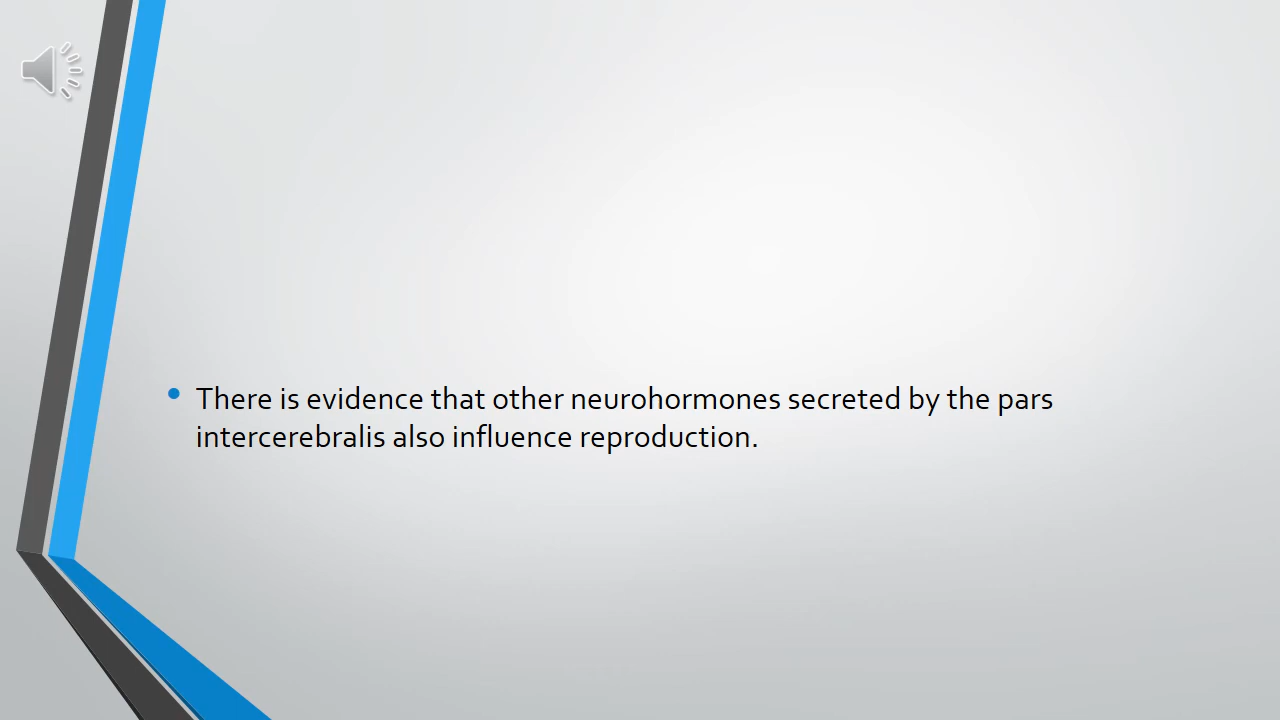 • There is evidence that other neurohormones secreted by the pars
intercerebralis also influence reproduction.